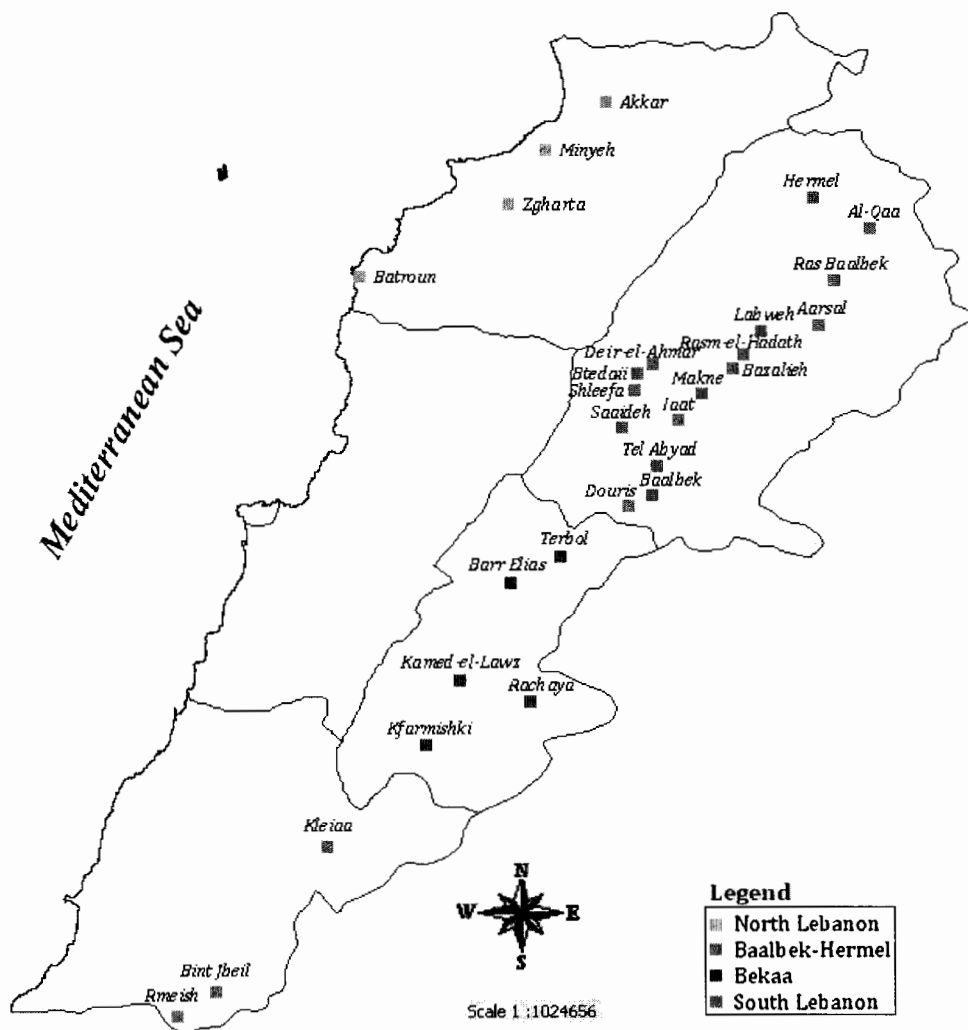 Akkar
Minyeh
Zgharta
Batroun
Hermel
Al-Qaa
Ras Baalbek
Aarsal
Labweh
Rasm-el-Hadath
Deir-el-Ahmar
Bazalieh
Btedaii
Makne
Shleefa
Iaat
Saaideh
Tel Abyad
Baalbek
Douris
Mediterranean Sea
Terbol
Barr Elias
Kamed-el-Lawz
Rachaya
Kfarmishki
Kleiaa
Bint Jbeil
Rmeish
N
W E
S
Scale 1 :1024656
Legend
North Lebanon
Baalbek-Hermel
Bekaa
South Lebanon